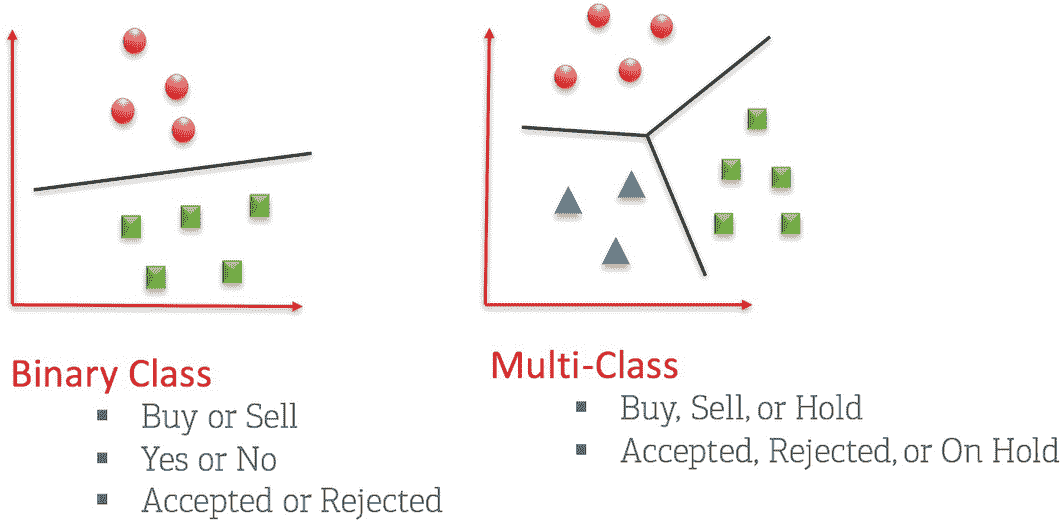 Binary Class
Buy or Sell
Yes or No
Accepted or Rejected
Multi-Class
Buy, Sell, or Hold
Accepted, Rejected, or On Hold